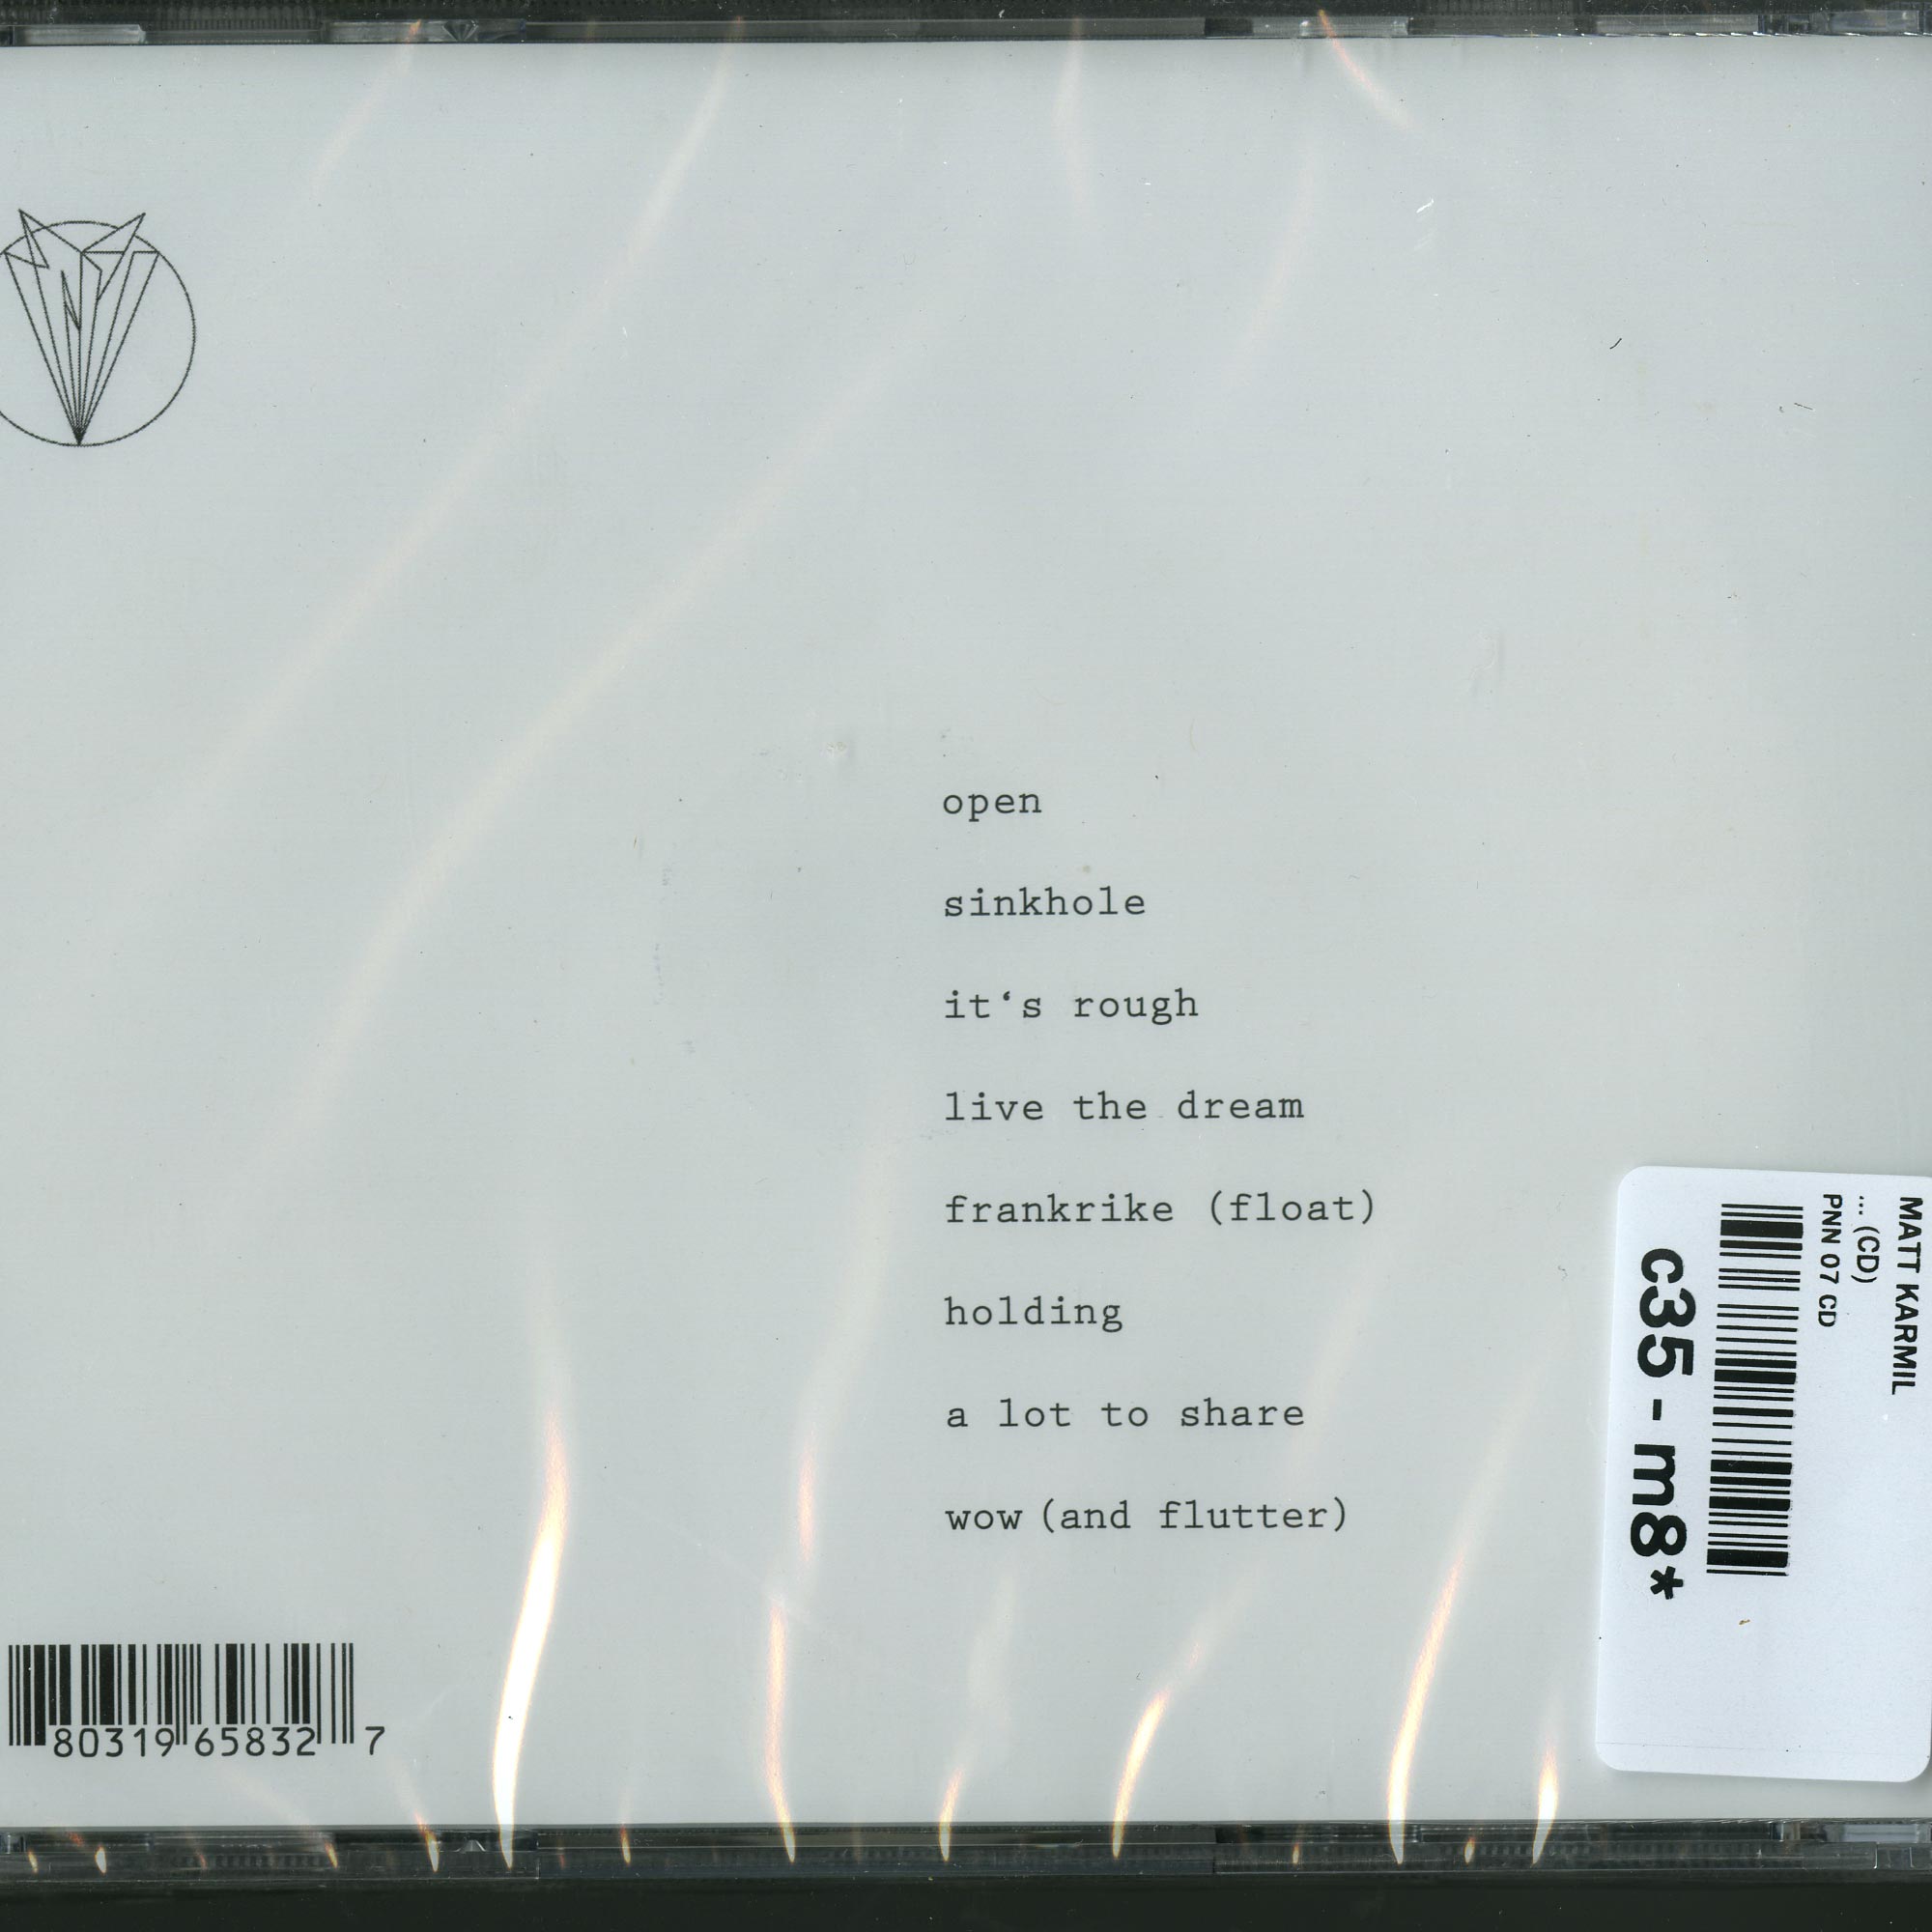 open
sinkhole
it‘s rough
live the dream
frankrike (float)
holding
a lot to share
wow (and flutter)
MATT KARMIL
... (CD)
PNN 07 CD
c35 - m8*
80319 65832 7